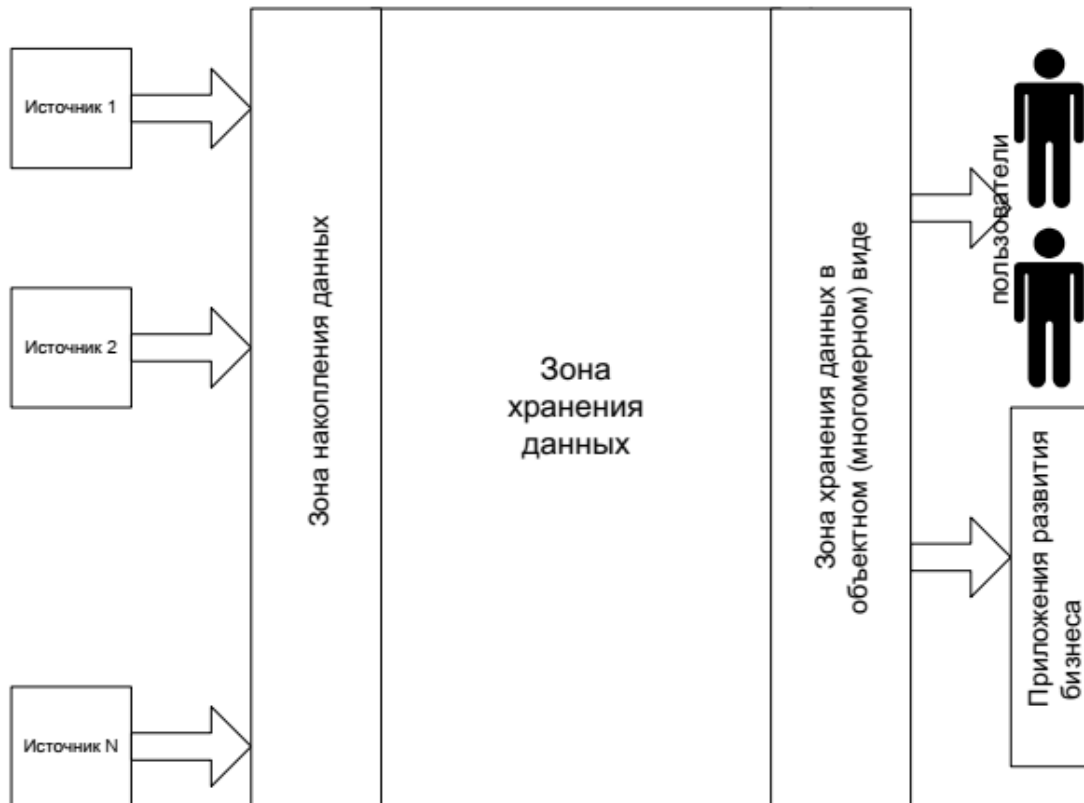 Источник 1
Источник 2
Источник N
Зона накопления данных
Зона
хранения
данных
Зона хранения данных в
объектном (многомерном) виде
пользователи
Приложения развития
бизнеса